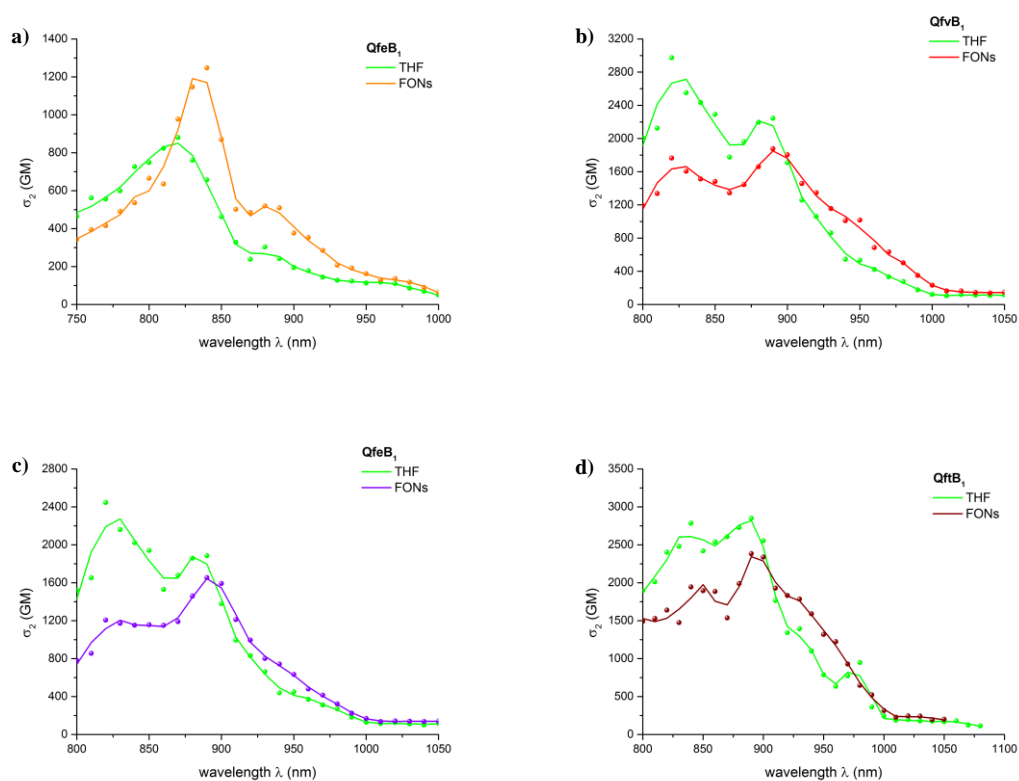 a)
QfeB1
THF
FONs
1400
1200
1000
800
600
400
200
0
σ2 (GM)
750 800 850 900 950 1000
wavelength λ (nm)
b)
QfvB1
THF
FONs
3200
2800
2400
2000
1600
1200
800
400
0
σ2 (GM)
800 850 900 950 1000 1050
wavelength λ (nm)
c)
QfeB1
THF
FONs
2800
2400
2000
1600
1200
800
400
0
σ2 (GM)
800 850 900 950 1000 1050
wavelength λ (nm)
d)
QftB1
THF
FONs
3500
3000
2500
2000
1500
1000
500
0
σ2 (GM)
800 850 900 950 1000 1050 1100
wavelength λ (nm)